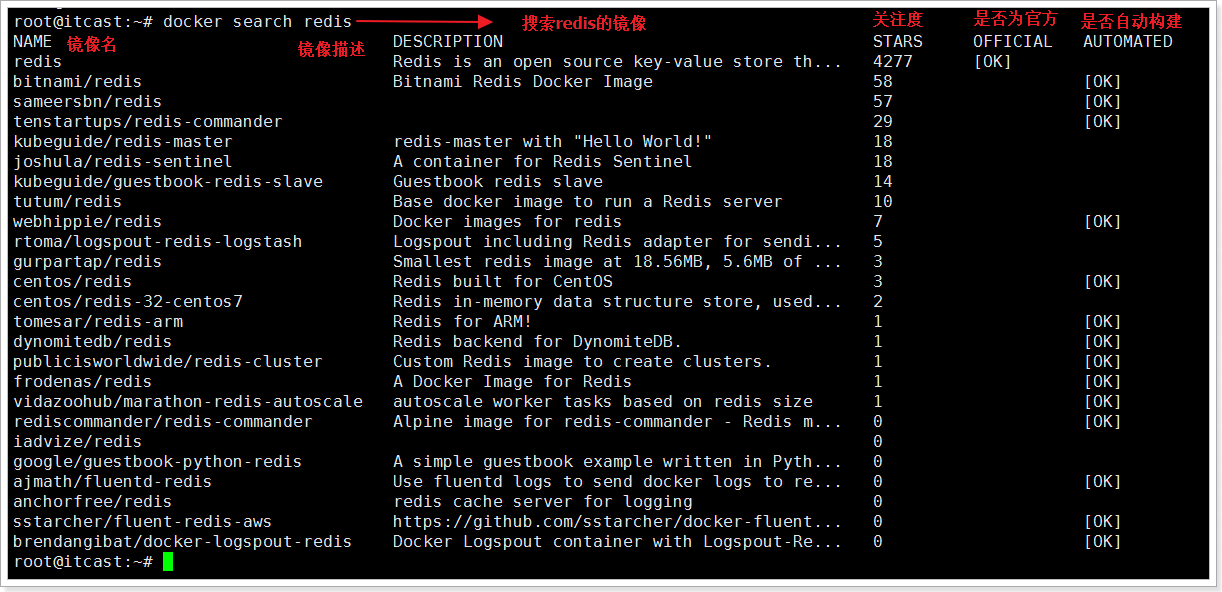 root@itcast:~# docker search redis 搜索redis的镜像 关注度 是否为官方 是否自动构建
NAME 镜像名 镜像描述 DESCRIPTION STARS OFFICIAL AUTOMATED
redis Redis is an open source key-value store th... 4277 [OK]
bitnami/redis Bitnami Redis Docker Image 58 [OK]
sameersbn/redis 57 [OK]
tenstartups/redis-commander 29 [OK]
kubeguide/redis-master redis-master with "Hello World!" 18
joshula/redis-sentinel A container for Redis Sentinel 18
kubeguide/guestbook-redis-slave Guestbook redis slave 14
tutum/redis Base docker image to run a Redis server 10
webhippie/redis Docker images for redis 7 [OK]
rtoma/logspout-redis-logstash Logspout including Redis adapter for sendi... 5
gurpartap/redis Smallest redis image at 18.56MB, 5.6MB of ... 3
centos/redis Redis built for CentOS 3 [OK]
centos/redis-32-centos7 Redis in-memory data structure store, used... 2
tomesar/redis-arm Redis for ARM! 1 [OK]
dynomitedb/redis Redis backend for DynomiteDB. 1 [OK]
publicisworldwide/redis-cluster Custom Redis image to create clusters. 1 [OK]
frodenas/redis A Docker Image for Redis 1 [OK]
vidazoohub/marathon-redis-autoscale autoscale worker tasks based on redis size 1 [OK]
rediscommander/redis-commander Alpine image for redis-commander - Redis m... 0 [OK]
iadvize/redis 0
google/guestbook-python-redis A simple guestbook example written in Pyth... 0
ajmath/fluentd-redis Use fluentd logs to send docker logs to re... 0 [OK]
anchorfree/redis redis cache server for logging 0
sstarcher/fluent-redis-aws https://github.com/sstarcher/docker-fluent... 0 [OK]
brendangibat/docker-logspout-redis Docker Logspout container with Logspout-Re... 0 [OK]
root@itcast:~#